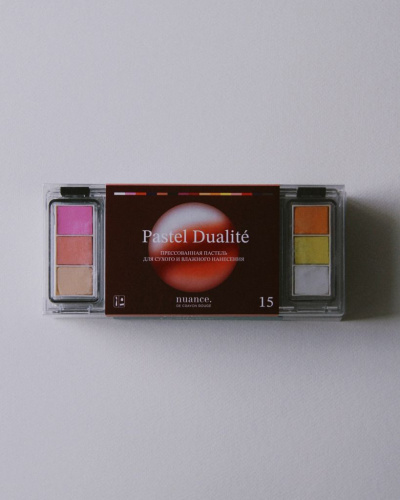 Pastel Dualité
ПРЕССОВАННАЯ ПАСТЕЛЬ
ДЛЯ СУХОГО И ВЛАЖНОГО НАНЕСЕНИЯ
nuance.
15